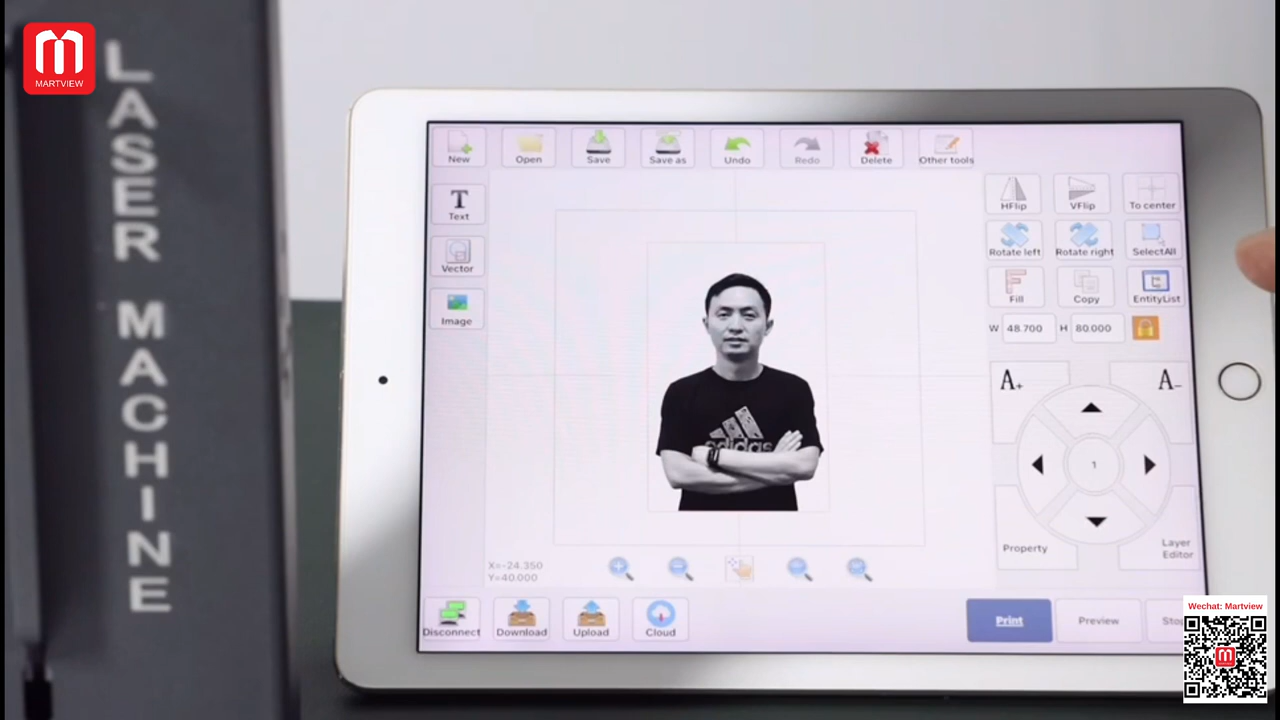 MARTVIEW
LASER MACHINE
New
Open
Save
Save as
Undo
Redo
Delete
Other tools
T
Text
Vector
Image
HFlip
VFlip
To center
Rotate left
Rotate right
SelectAll
F
Fill
Copy
EntityList
W 48.700 H 80.000
A+
A-
1
Property
Layer
Editor
adidas
X=-24.350
Y=40.000
Disconnect
Download
Upload
Cloud
Print
Preview
Sto
Wechat: Martview